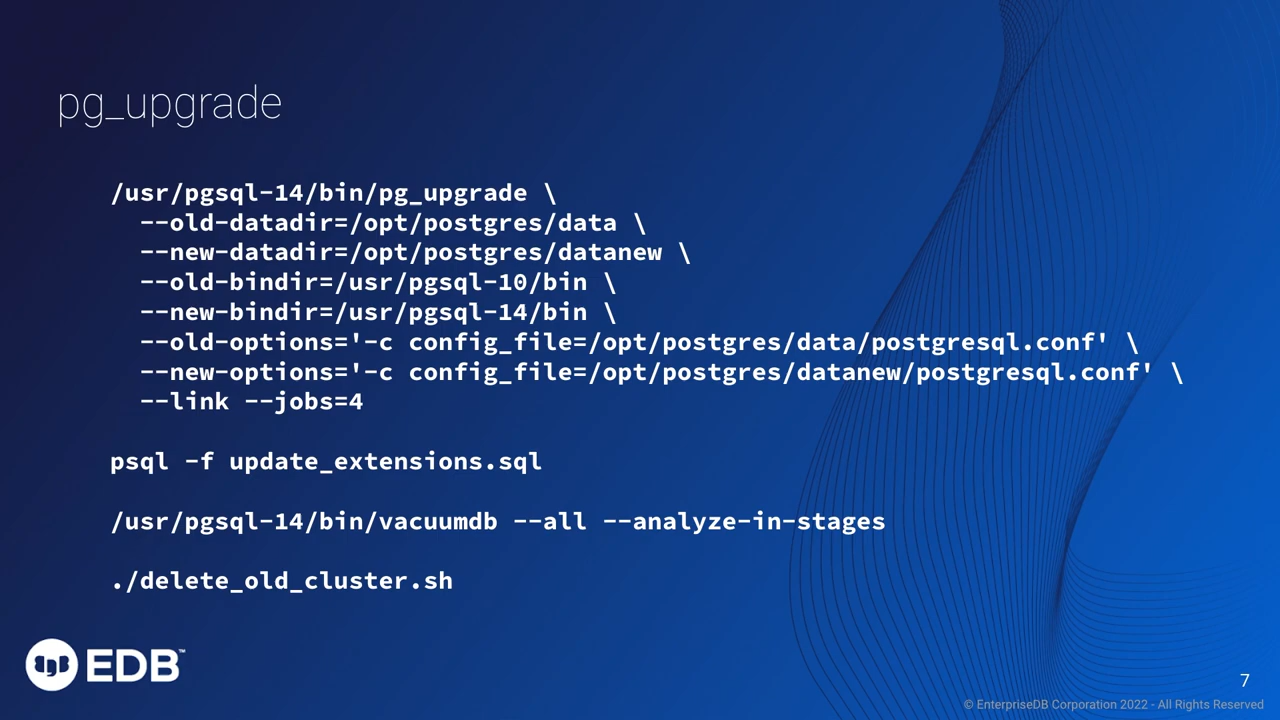 pg_upgrade
/usr/pgsql-14/bin/pg_upgrade \
--old-datadir=/opt/postgres/data \
--new-datadir=/opt/postgres/datanew \
--old-bindir=/usr/pgsql-10/bin \
--new-bindir=/usr/pgsql-14/bin \
--old-options='-c config_file=/opt/postgres/data/postgresql.conf' \
--new-options='-c config_file=/opt/postgres/datanew/postgresql.conf' \
--link --jobs=4
psql -f update_extensions.sql
/usr/pgsql-14/bin/vacuumdb --all --analyze-in-stages
./delete_old_cluster.sh
EDB™
7
© EnterpriseDB Corporation 2022 - All Rights Reserved